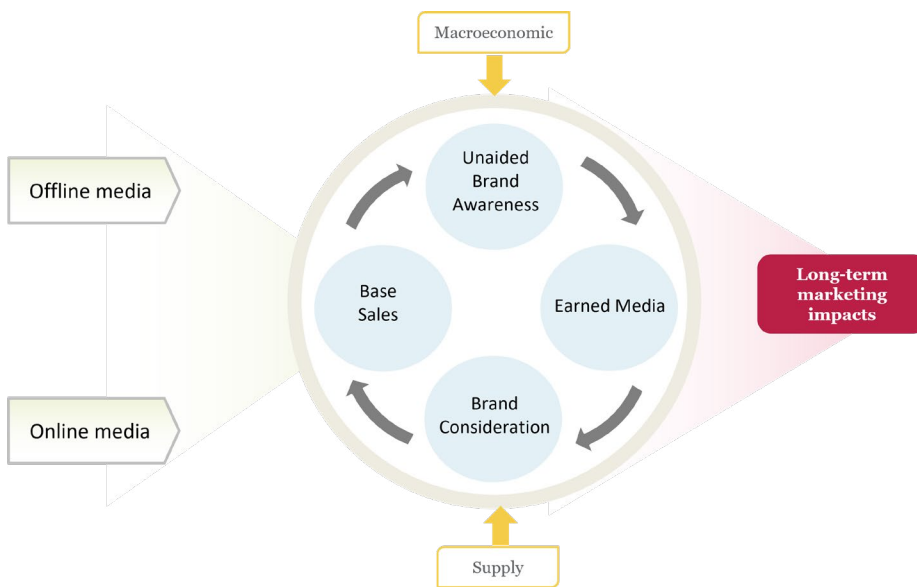 Macroeconomic
Offline media
Unaided
Brand
Awareness
Base
Sales
Earned Media
Long-term
marketing
impacts
Online media
Brand
Consideration
Supply